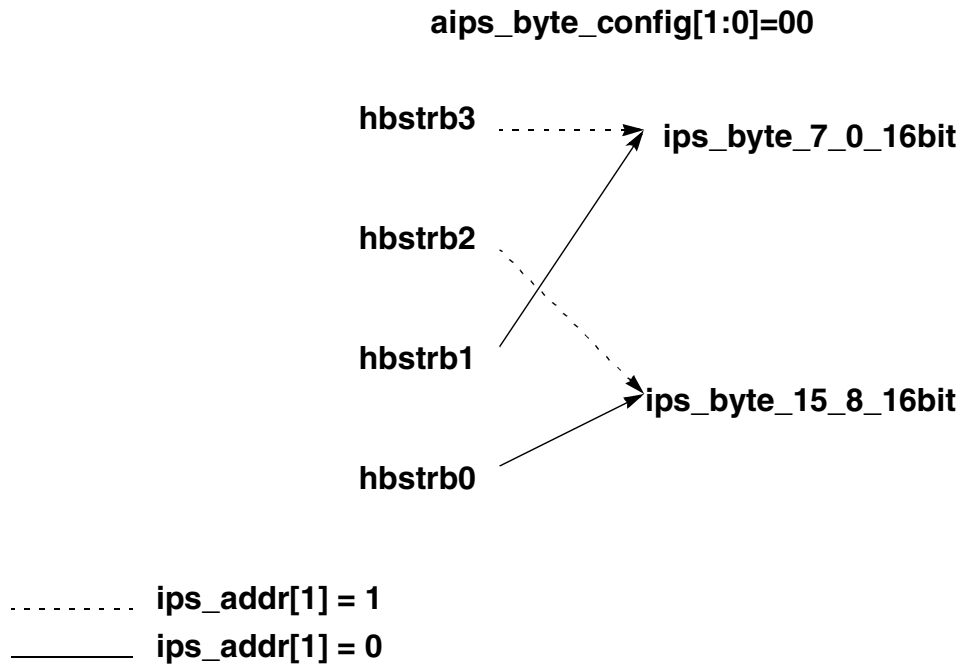 aips_byte_config[1:0]=00
hbstrb3
ips_byte_7_0_16bit
hbstrb2
hbstrb1
ips_byte_15_8_16bit
hbstrb0
ips_addr[1] = 1
ips_addr[1] = 0